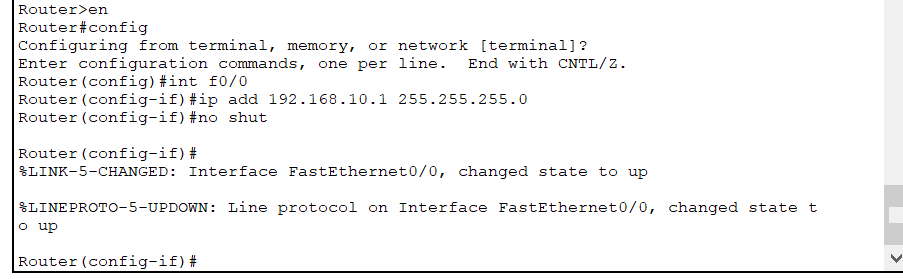 Router>en
Router#config
Configuring from terminal, memory, or network [terminal]?
Enter configuration commands, one per line.  End with CNTL/Z.
Router(config)#int f0/0
Router(config-if)#ip add 192.168.10.1 255.255.255.0
Router(config-if)#no shut
Router(config-if)#
%LINK-5-CHANGED: Interface FastEthernet0/0, changed state to up
%LINEPROTO-5-UPDOWN: Line protocol on Interface FastEthernet0/0, changed state t
o up
Router(config-if)#